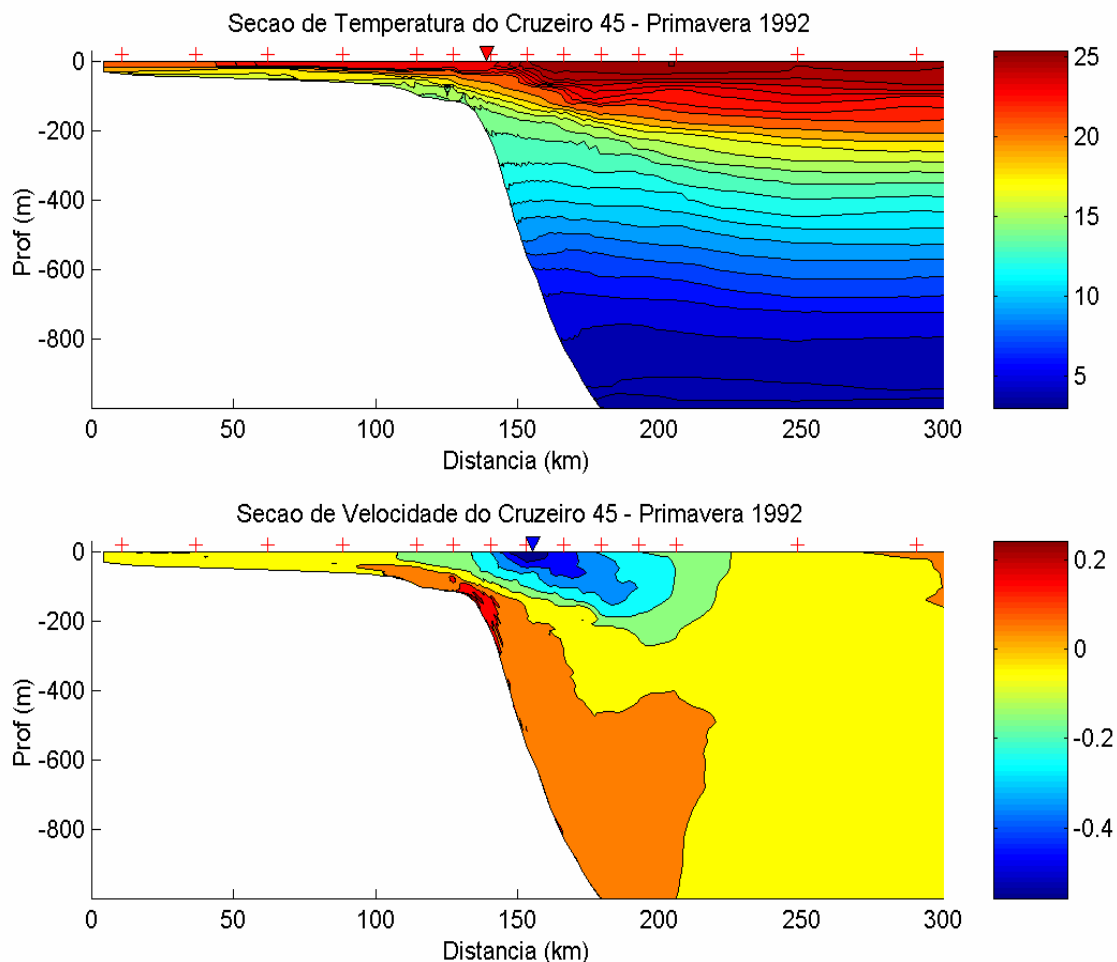 Secao de Temperatura do Cruzeiro 45 - Primavera 1992
0
-200
-400
-600
-800
Prof (m)
0 50 100 150 200 250 300
Distancia (km)
25
20
15
10
5
Secao de Velocidade do Cruzeiro 45 - Primavera 1992
0
-200
-400
-600
-800
Prof (m)
0 50 100 150 200 250 300
Distancia (km)
0.2
0
-0.2
-0.4